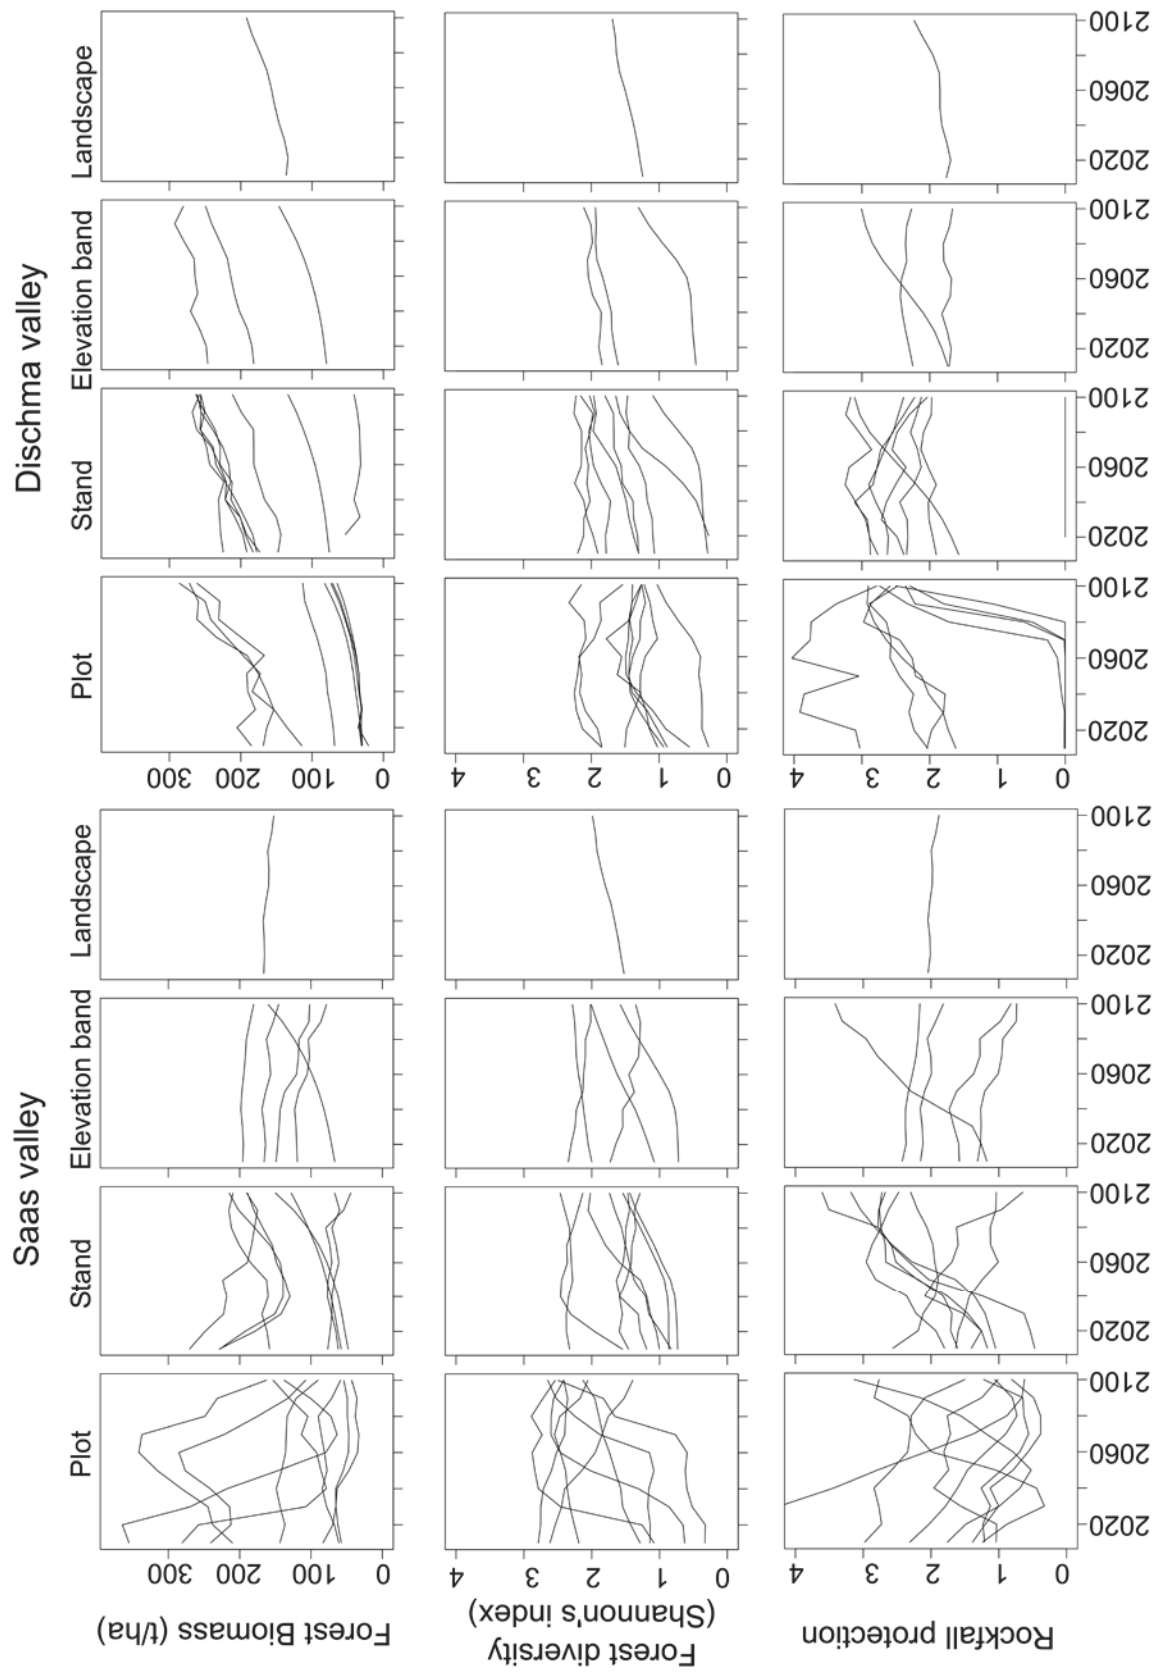 Saas valley
Dischma valley
Plot
Stand
Elevation band
Landscape
Plot
Stand
Elevation band
Landscape
Forest Biomass (t/ha)
300
200
100
0
300
200
100
0
Forest diversity
(Shannon's index)
4
3
2
1
0
4
3
2
1
0
Rockfall protection
4
3
2
1
0
4
3
2
1
0
2020 2060 2100
2020 2060 2100
2020 2060 2100
2020 2060 2100
2020 2060 2100
2020 2060 2100
2020 2060 2100
2020 2060 2100